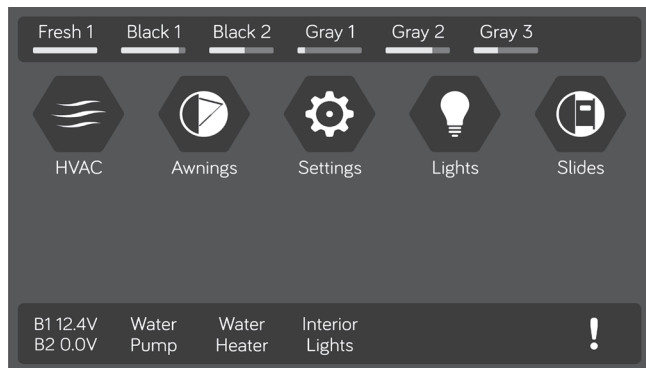 Fresh 1 Black 1 Black 2 Gray 1 Gray 2 Gray 3
HVAC Awnings Settings Lights Slides
B1 12.4V Water Water Interior
B2 0.0V Pump Heater Lights
!